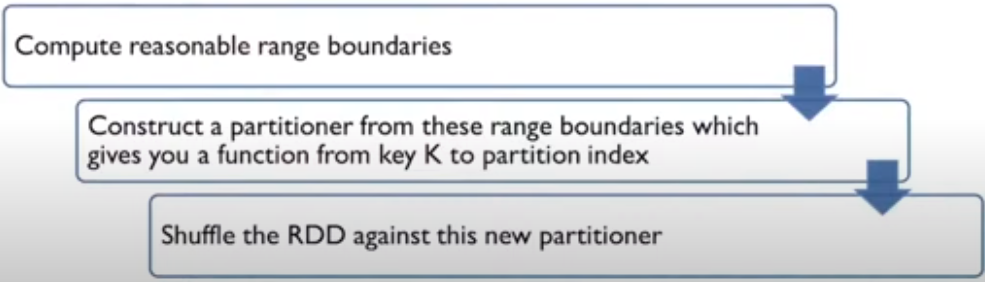 Compute reasonable range boundaries
Construct a partitioner from these range boundaries which
gives you a function from key K to partition index
Shuffle the RDD against this new partitioner